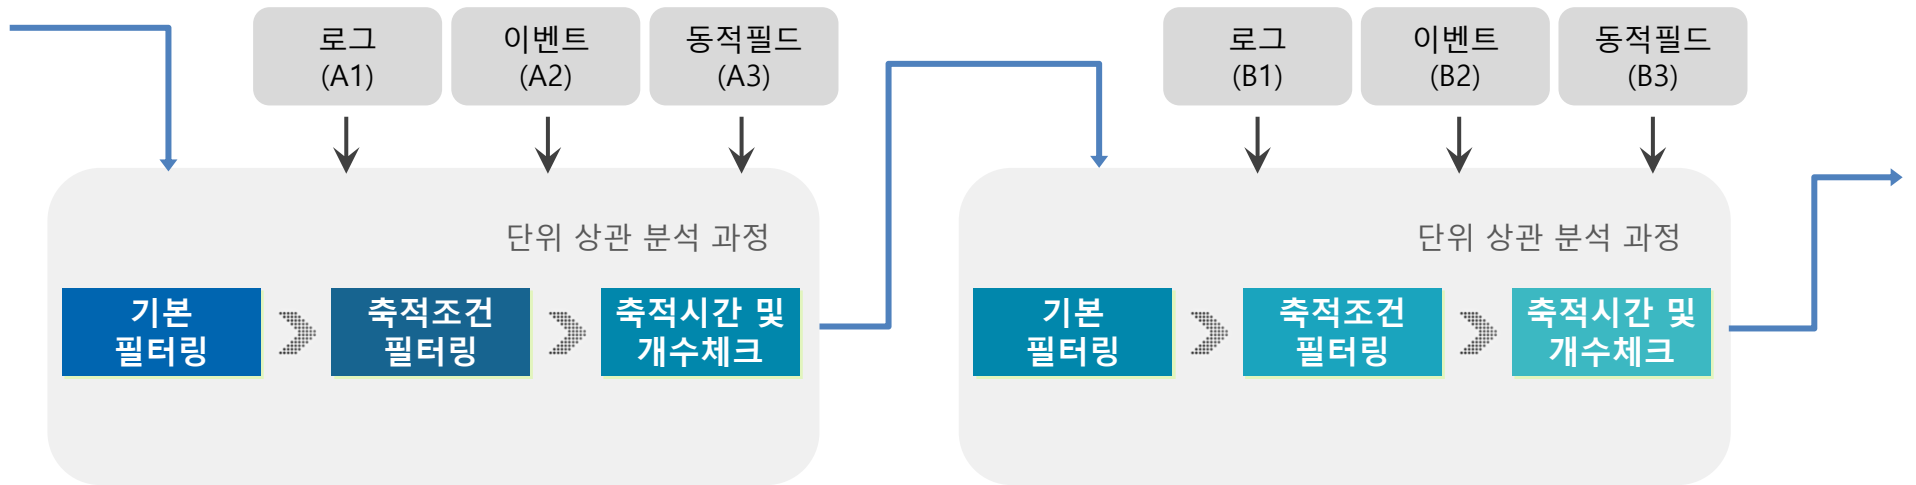 로그
(A1)
이벤트
(A2)
동적필드
(A3)
단위 상관 분석 과정
기본
필터링
축적조건
필터링
축적시간 및
개수체크
로그
(B1)
이벤트
(B2)
동적필드
(B3)
단위 상관 분석 과정
기본
필터링
축적조건
필터링
축적시간 및
개수체크